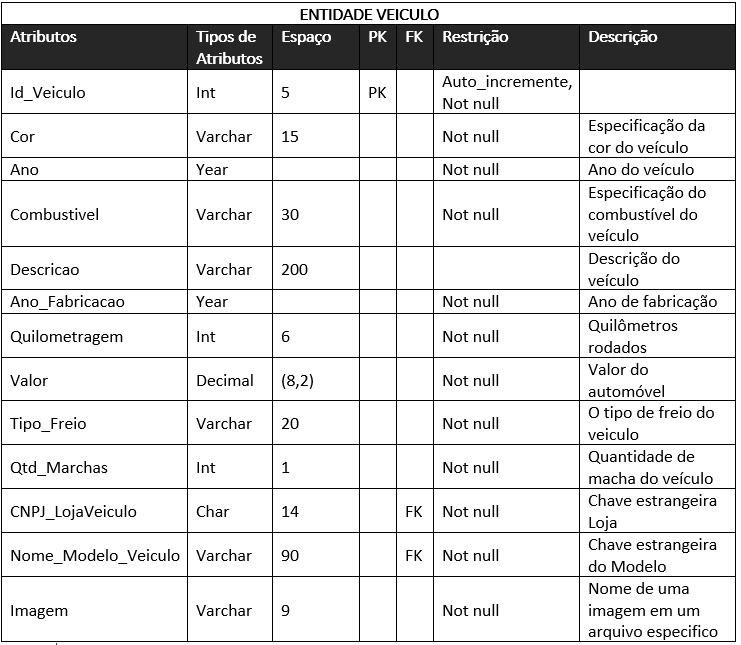 ENTIDADE VEICULO
Atributos Tipos de Atributos Espaço PK FK Restrição Descrição
Id_Veiculo Int 5 PK Auto_incremente, Not null
Cor Varchar 15 Not null Especificação da cor do veículo
Ano Year Not null Ano do veículo
Combustivel Varchar 30 Not null Especificação do combustível do veículo
Descricao Varchar 200 Descrição do veículo
Ano_Fabricacao Year Not null Ano de fabricação
Quilometragem Int 6 Not null Quilômetros rodados
Valor Decimal (8,2) Not null Valor do automóvel
Tipo_Freio Varchar 20 Not null O tipo de freio do veiculo
Qtd_Marchas Int 1 Not null Quantidade de macha do veículo
CNPJ_LojaVeiculo Char 14 FK Not null Chave estrangeira Loja
Nome_Modelo_Veiculo Varchar 90 FK Not null Chave estrangeira do Modelo
Imagem Varchar 9 Not null Nome de uma imagem em um arquivo especifico